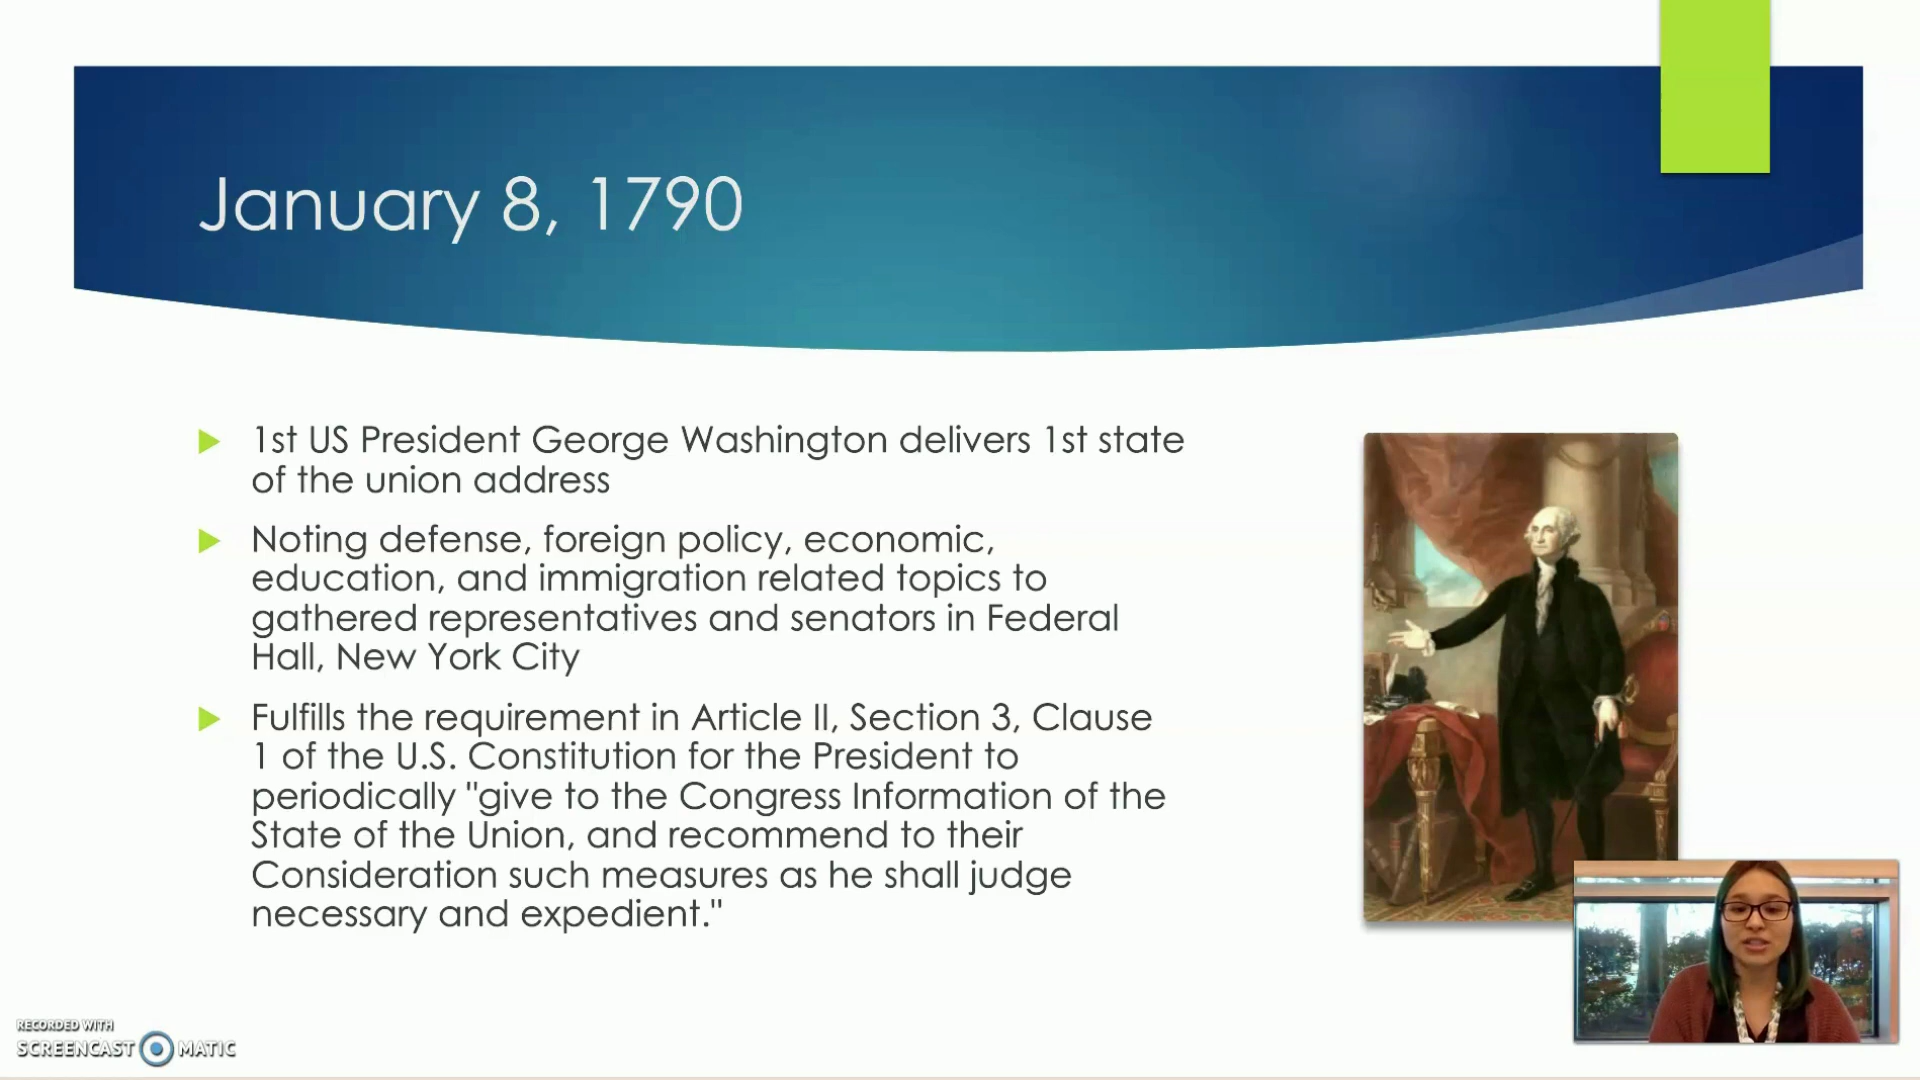 January 8, 1790
1st US President George Washington delivers 1st state
of the union address
Noting defense, foreign policy, economic,
education, and immigration related topics to
gathered representatives and senators in Federal
Hall, New York City
Fulfills the requirement in Article II, Section 3, Clause
1 of the U.S. Constitution for the President to
periodically "give to the Congress Information of the
State of the Union, and recommend to their
Consideration such measures as he shall judge
necessary and expedient."
RECORDED WITH
SCREENCAST MATIC